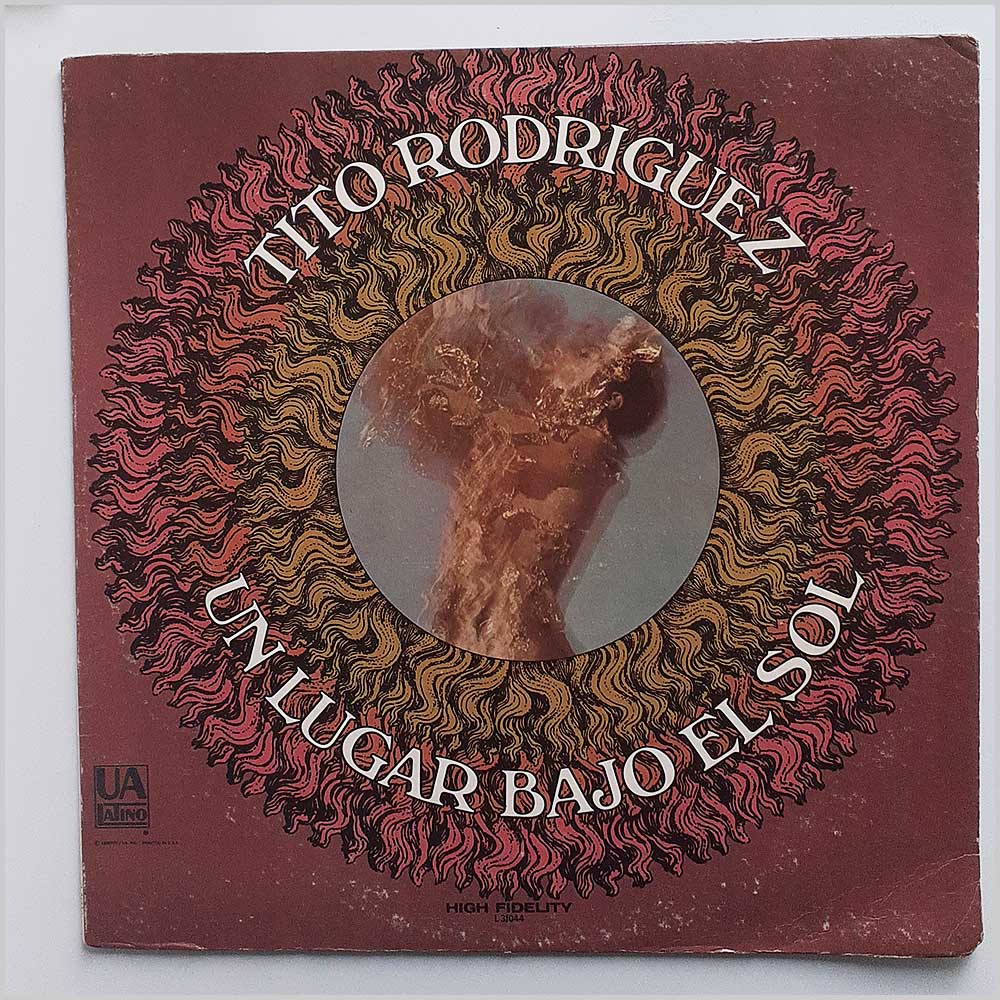 TITO RODRIGUEZ
UN LUGAR BAJO EL SOL
UA
LATINO
HIGH FIDELITY
L 31044